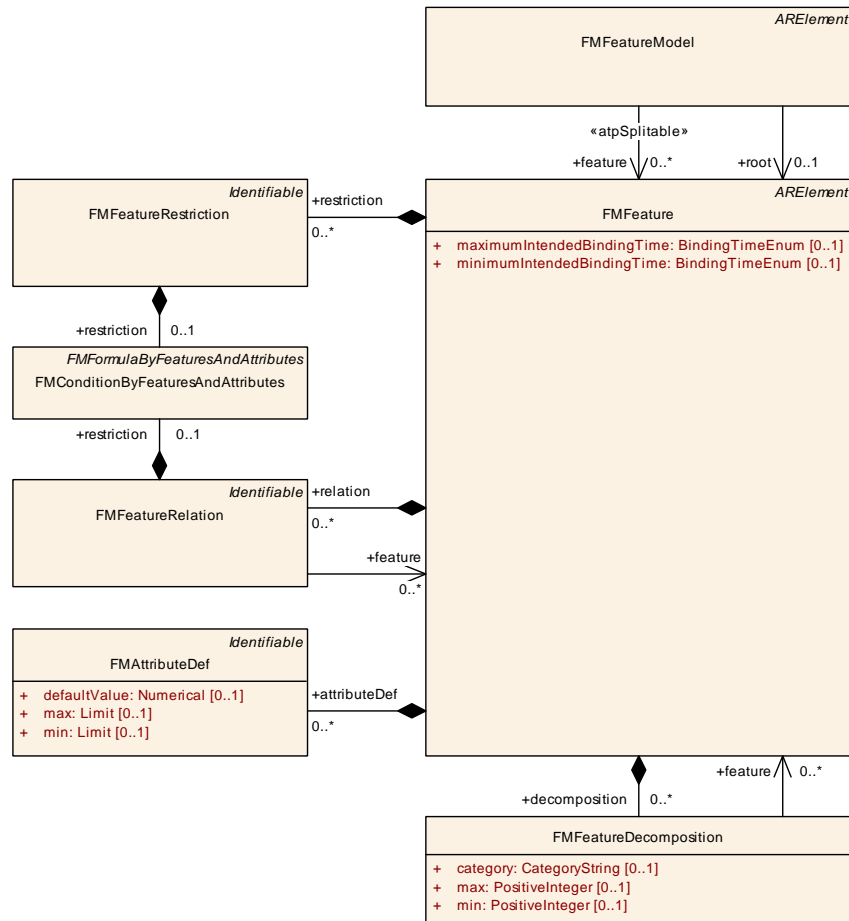 ARElement
FMFeatureModel
«atpSplitable»
+feature
0..*
+root
0..1
Identifiable
FMFeatureRestriction
+restriction
0..*
ARElement
FMFeature
+ maximumIntendedBindingTime: BindingTimeEnum [0..1]
+ minimumIntendedBindingTime: BindingTimeEnum [0..1]
+restriction
0..1
FMFormulaByFeaturesAndAttributes
FMConditionByFeaturesAndAttributes
+restriction
0..1
Identifiable
FMFeatureRelation
+relation
0..*
+feature
0..*
Identifiable
FMAttributeDef
+ defaultValue: Numerical [0..1]
+ max: Limit [0..1]
+ min: Limit [0..1]
+attributeDef
0..*
+feature
0..*
+decomposition
0..*
FMFeatureDecomposition
+ category: CategoryString [0..1]
+ max: PositiveInteger [0..1]
+ min: PositiveInteger [0..1]